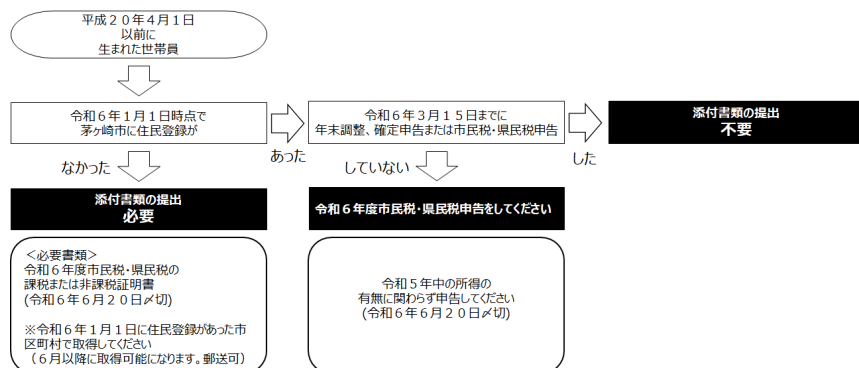 平成２０年４月１日
以前に
生まれた世帯員
令和６年１月１日時点で
茅ヶ崎市に住民登録が
あった
令和６年３月１５日までに
年末調整、確定申告または市民税・県民税申告
した
添付書類の提出
不要
なかった
していない
添付書類の提出
必要
令和６年度市民税・県民税申告をしてください
＜必要書類＞
令和６年度市民税・県民税の
課税または非課税証明書
(令和６年６月２０日〆切)
※令和６年１月１日に住民登録があった市
区町村で取得してください
（６月以降に取得可能になります。郵送可）
令和５年中の所得の
有無に関わらず申告してください
(令和６年６月２０日〆切)